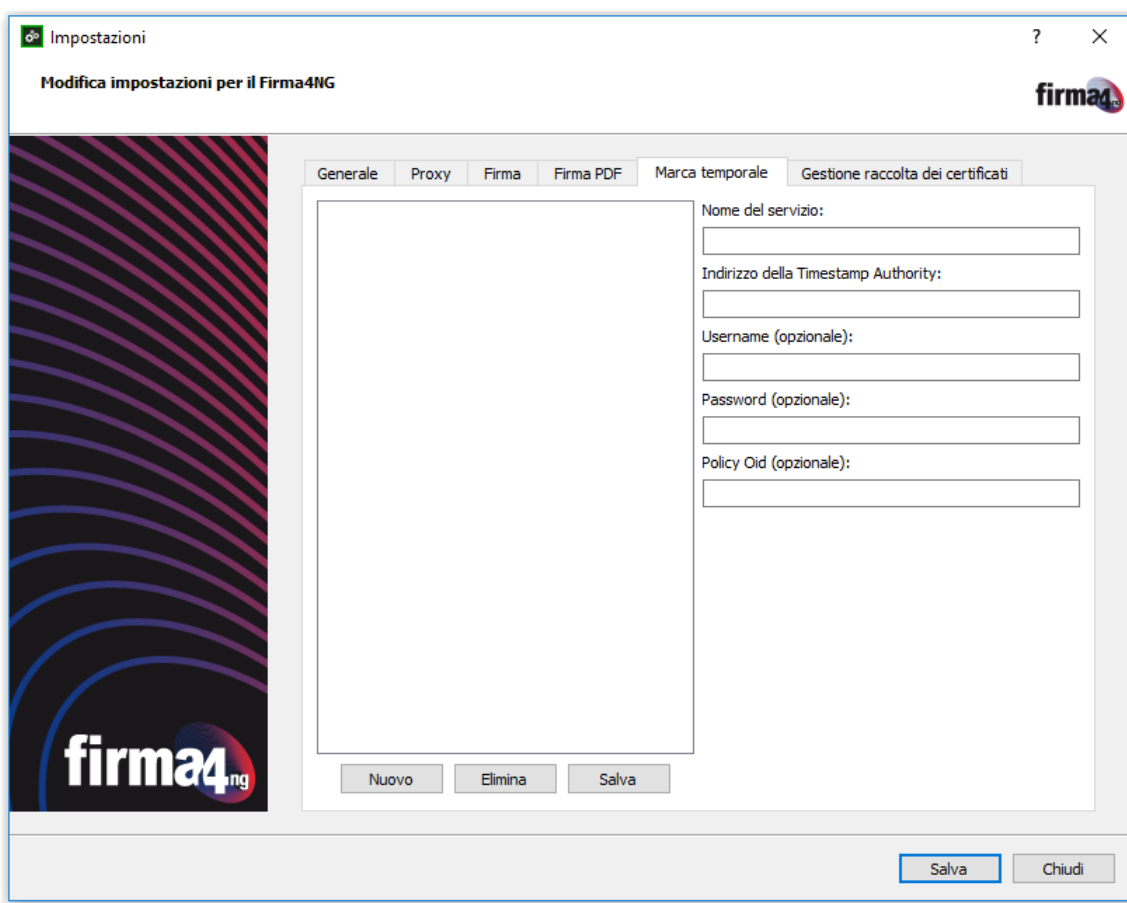 Impostazioni
Modifica impostazioni per il Firma4NG
firma4ng
Generale Proxy Firma Firma PDF Marca temporale Gestione raccolta dei certificati
Nome del servizio:
Indirizzo della Timestamp Authority:
Username (opzionale):
Password (opzionale):
Policy Oid (opzionale):
firma4ng
Nuovo Elimina Salva
Salva Chiudi